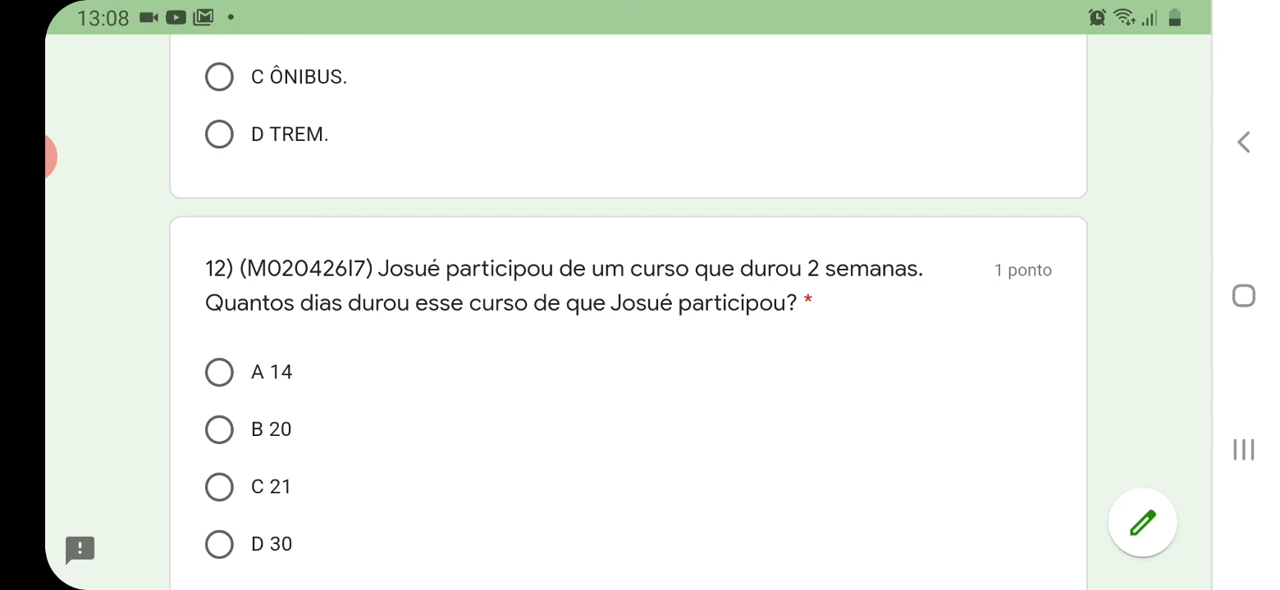 13:08
C ÔNIBUS.
D TREM.
12) (M020426I7) Josué participou de um curso que durou 2 semanas.
Quantos dias durou esse curso de que Josué participou? *
1 ponto
A 14
B 20
C 21
D 30